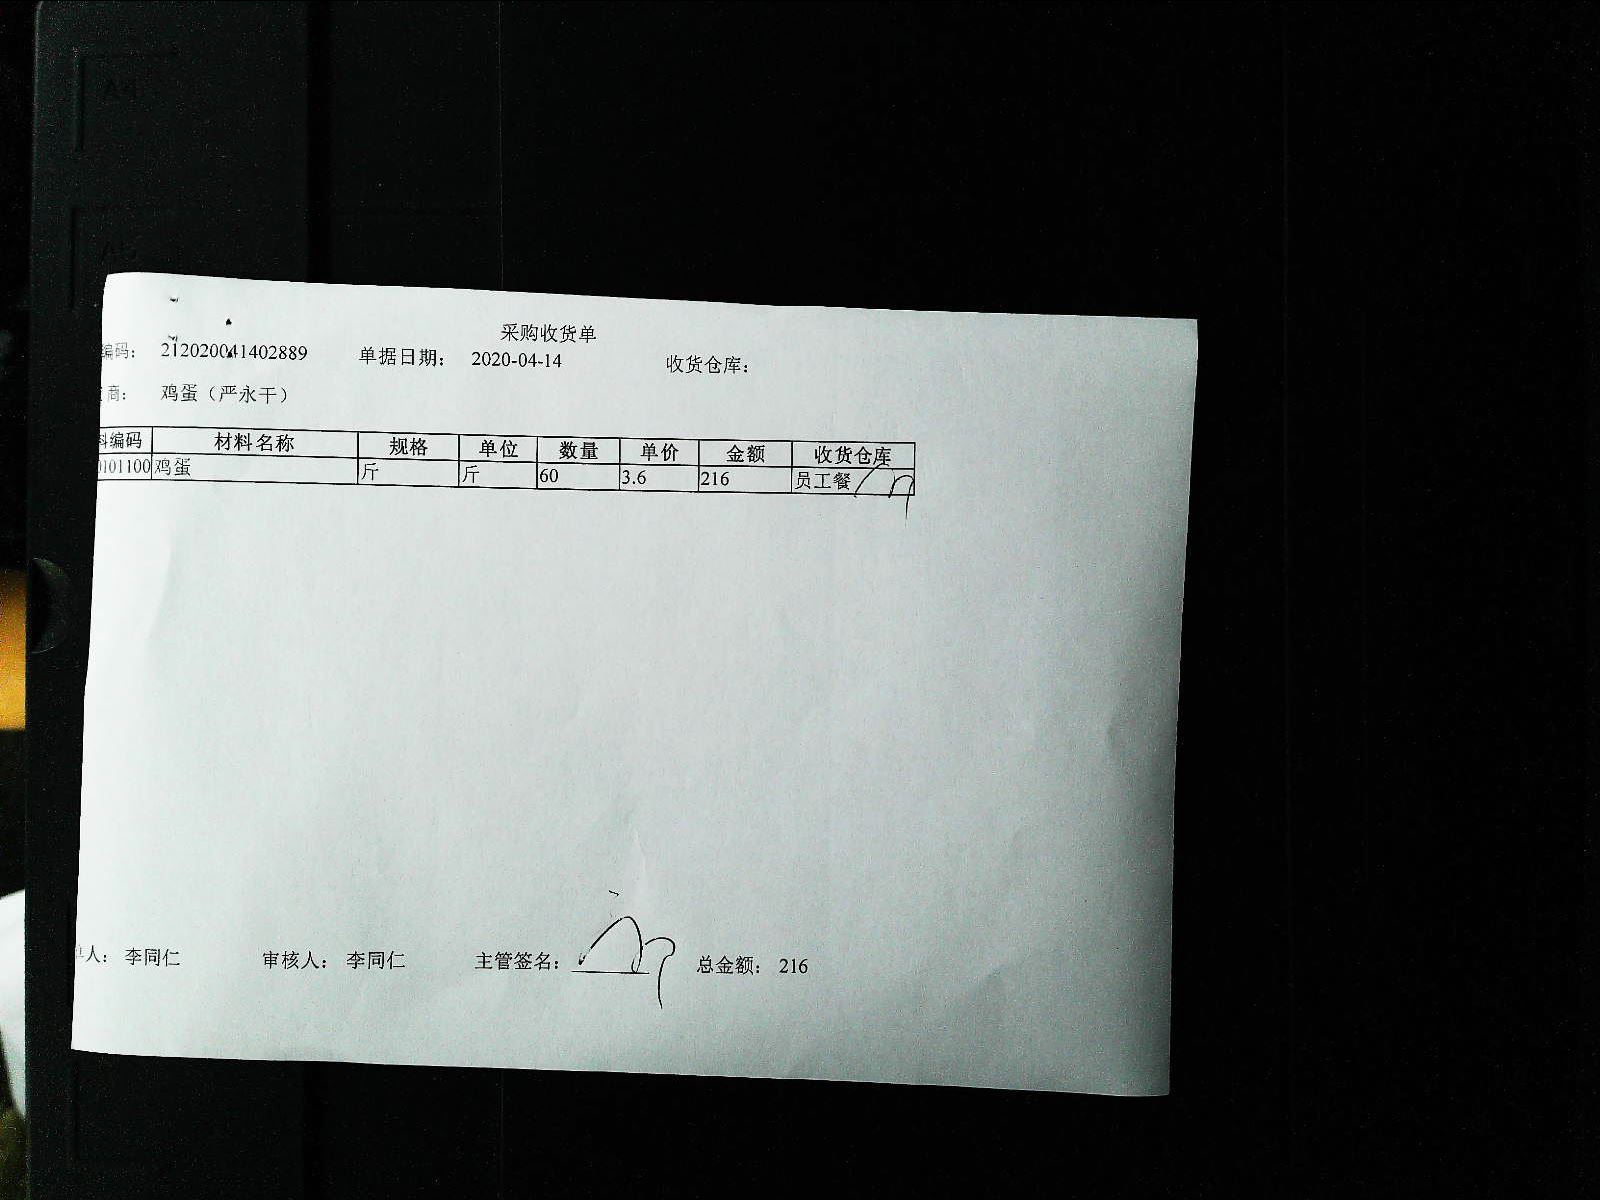 A4
A5
采购收货单
编码: 212020041402889 单据日期: 2020-04-14 收货仓库:
商: 鸡蛋（严永干）
料编码 材料名称 规格 单位 数量 单价 金额 收货仓库
0101100 鸡蛋 斤 斤 60 3.6 216 员工餐
单人: 李同仁 审核人: 李同仁 主管签名: 总金额: 216